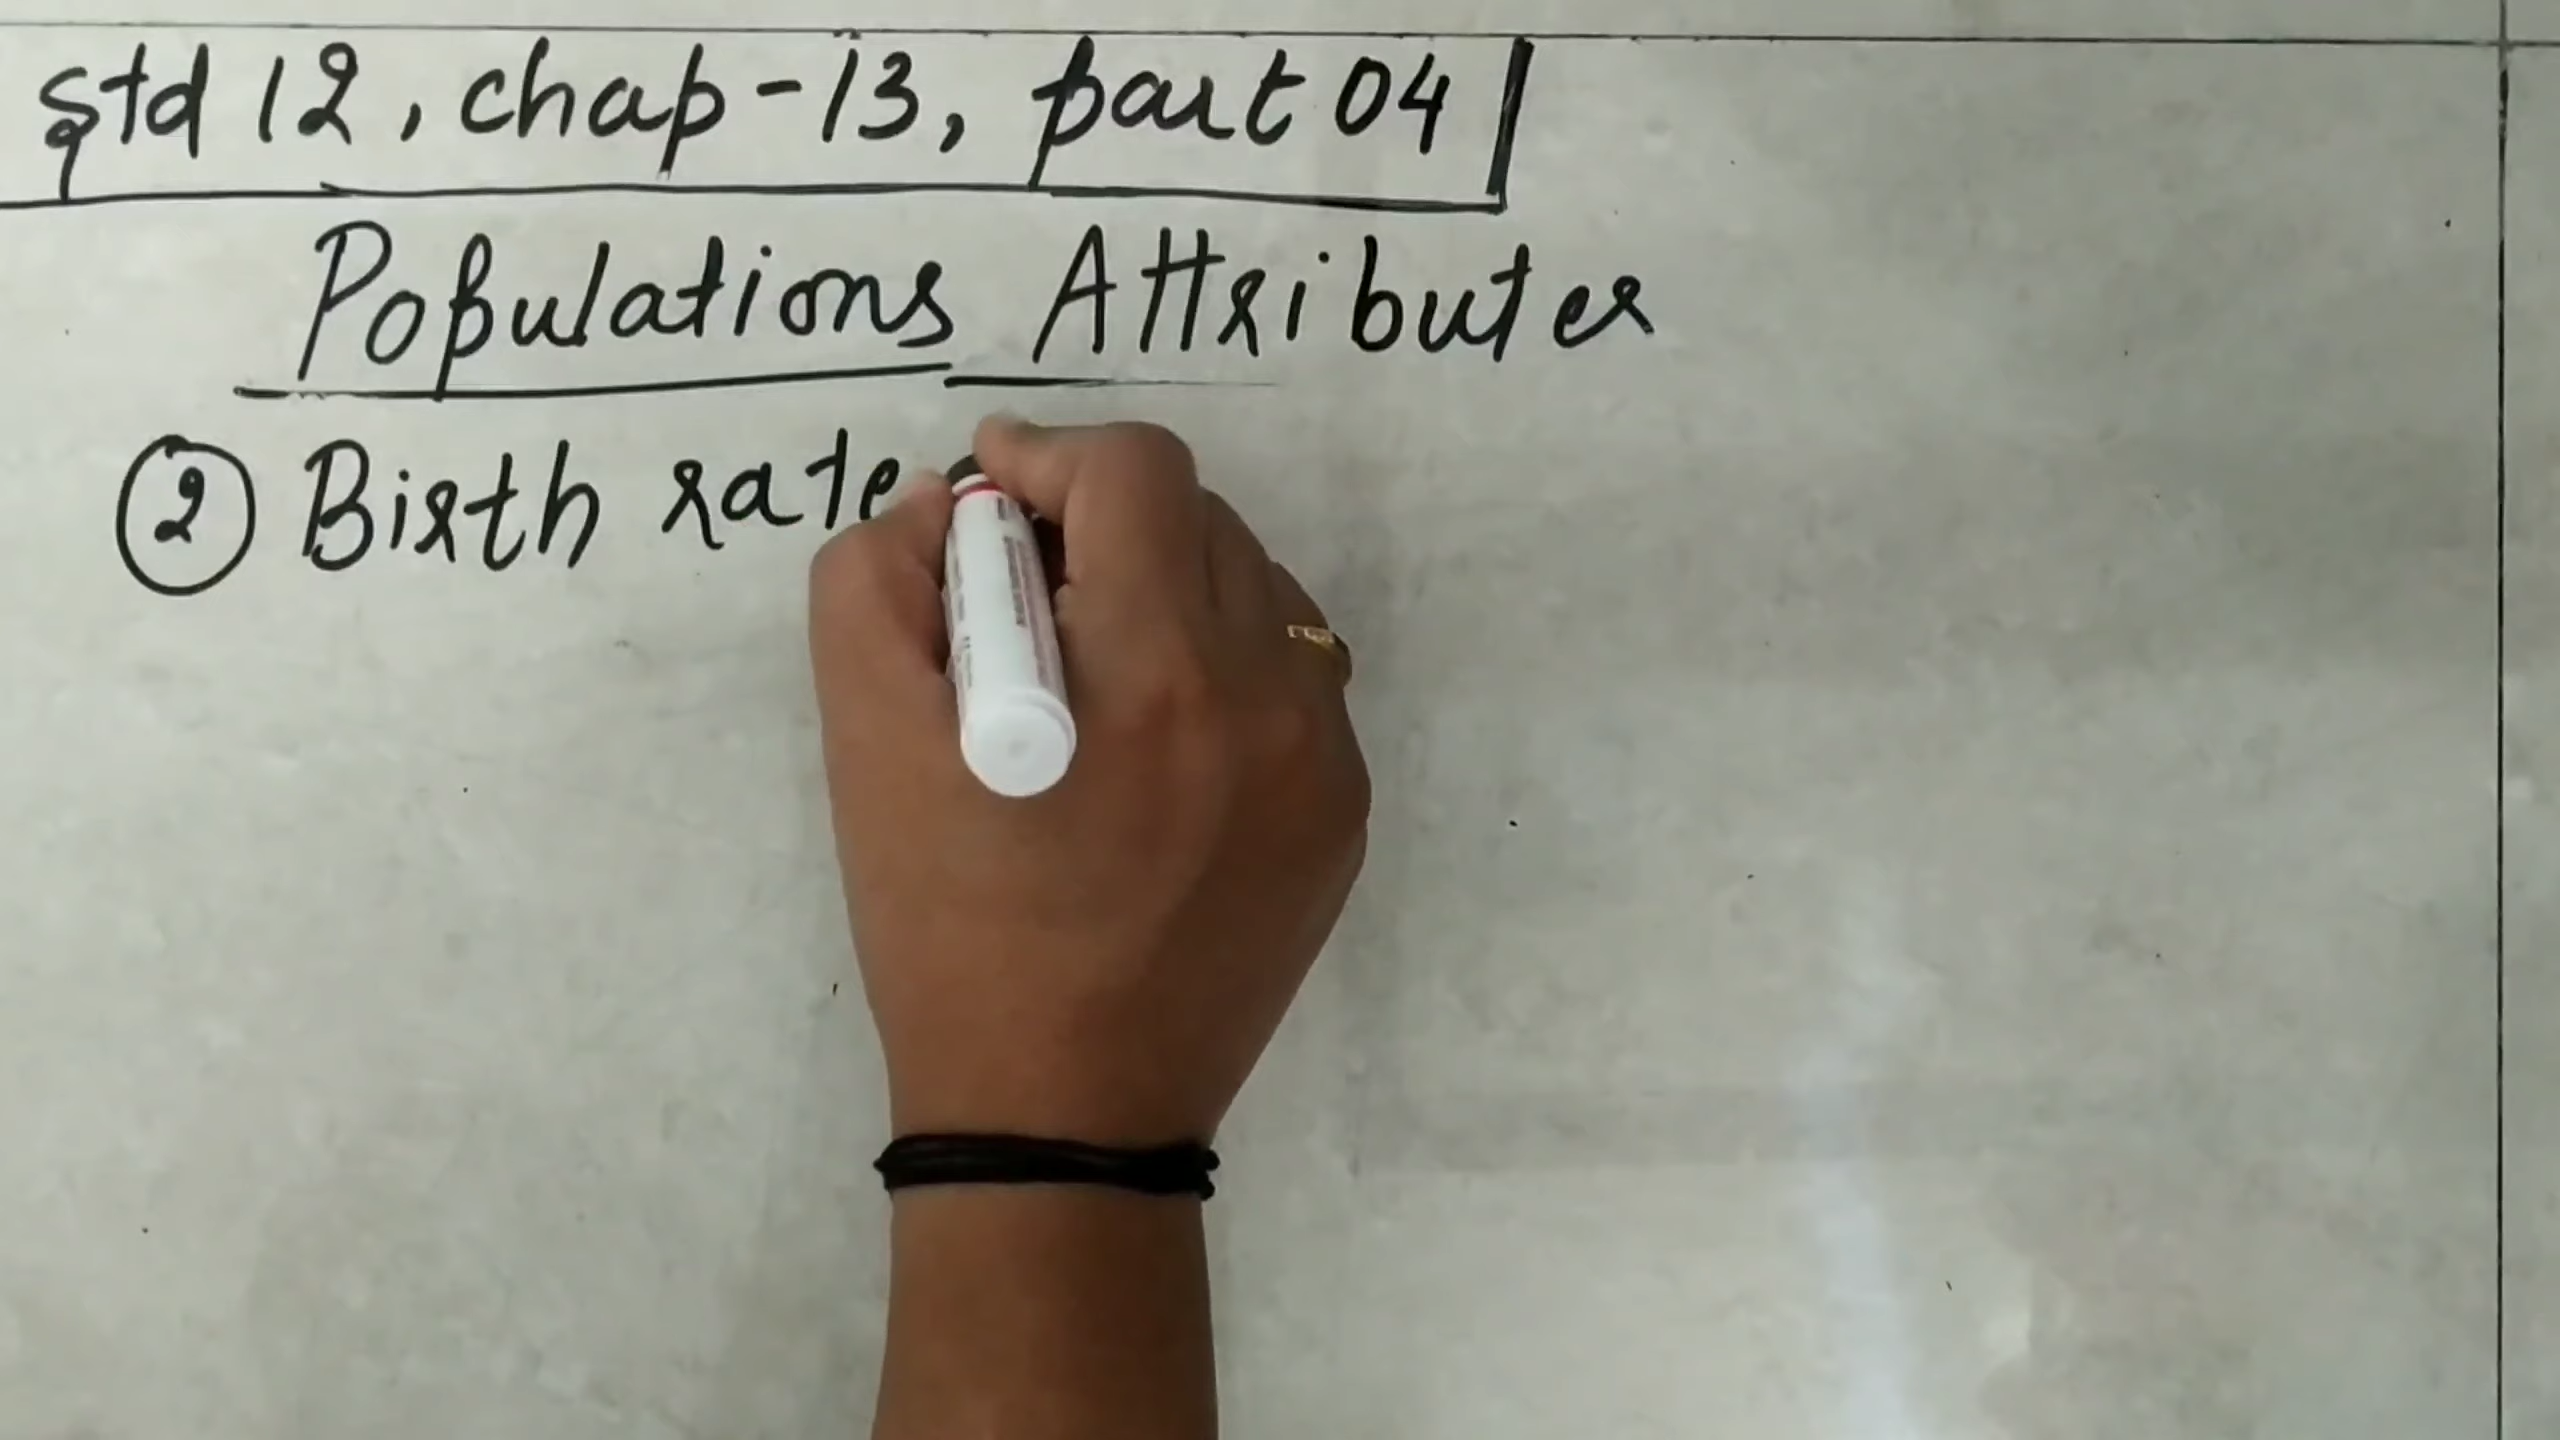 std 12, chap-13, part 04
Populations Attributes
2 Birth rate